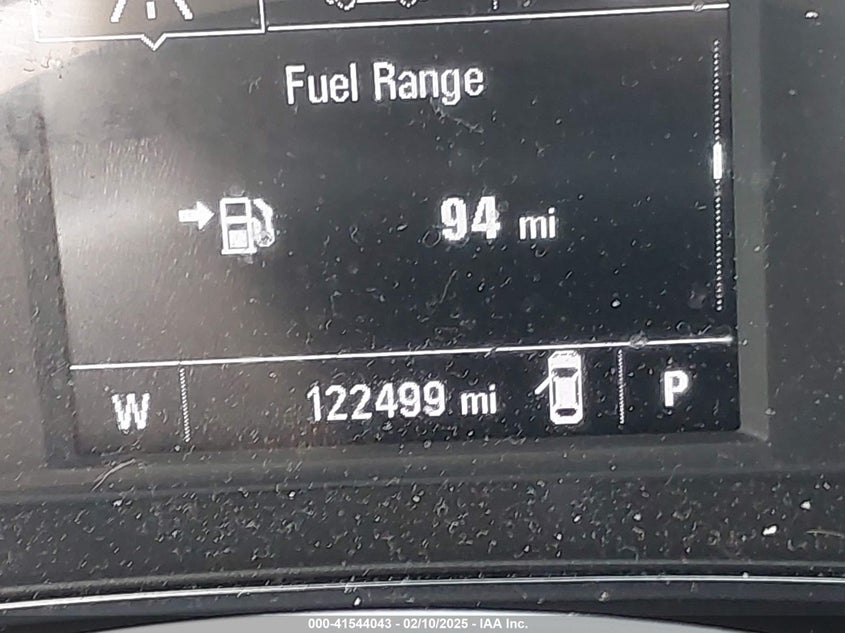 Fuel Range
94 mi
W 122499 mi P
000-41544043 - 02/10/2025 - IAA Inc.